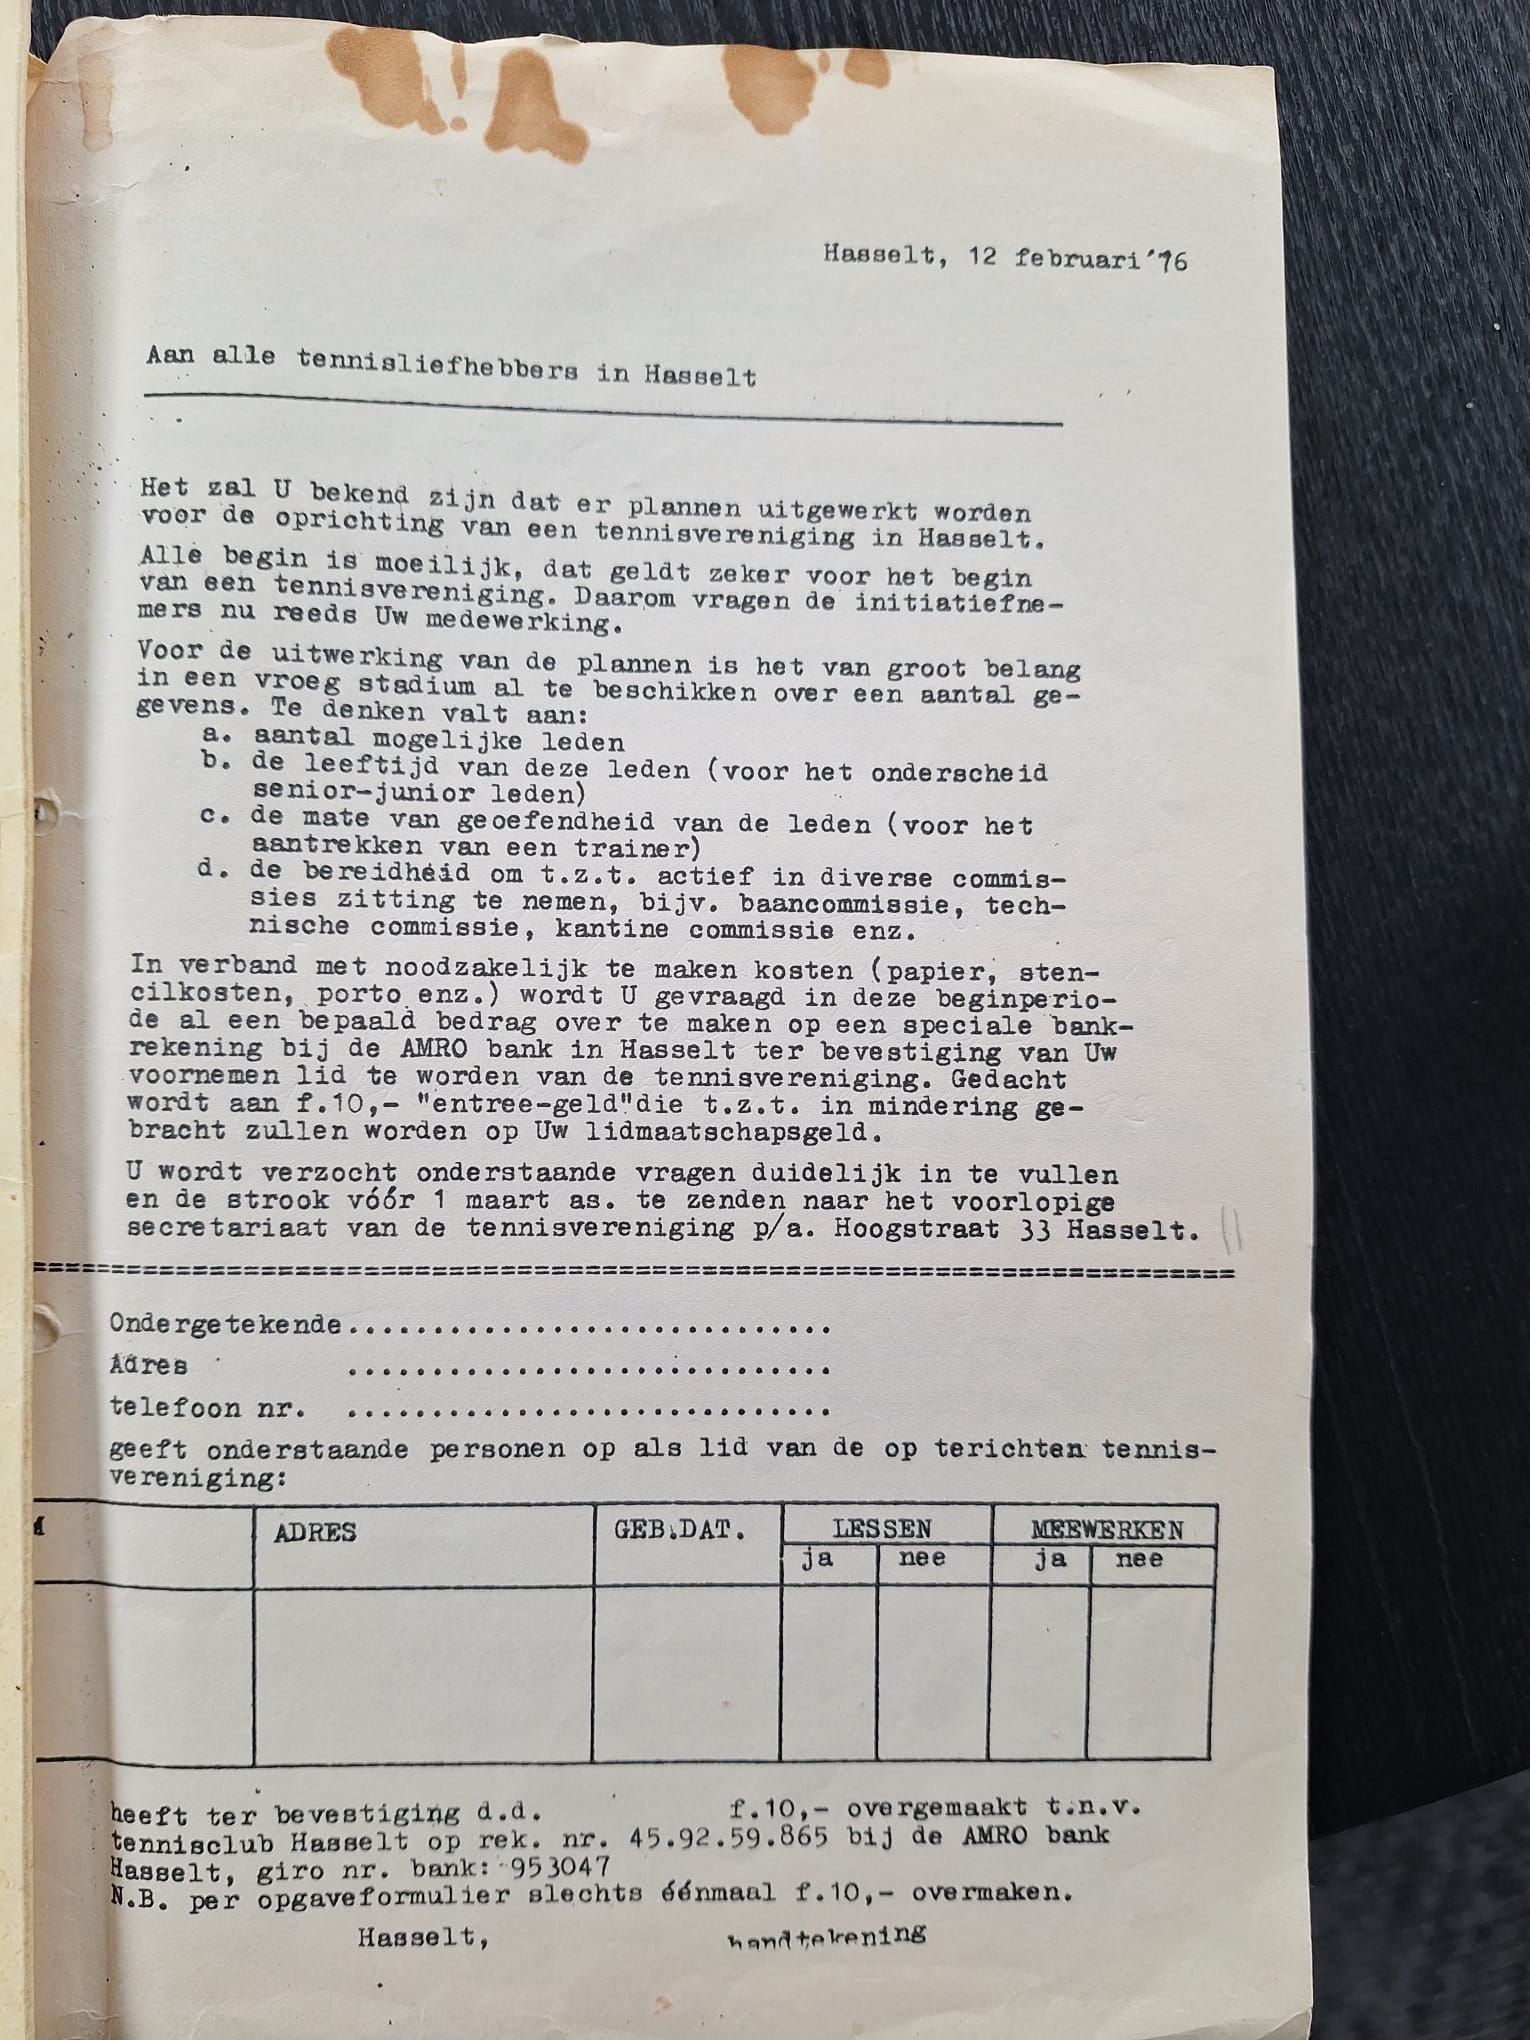 Hasselt, 12 februari '76
Aan alle tennisliefhebbers in Hasselt
Het zal U bekend zijn dat er plannen uitgewerkt worden
voor de oprichting van een tennisvereniging in Hasselt.
Alle begin is moeilijk, dat geldt zeker voor het begin
van een tennisvereniging. Daarom vragen de initiatiefne-
mers nu reeds Uw medewerking.
Voor de uitwerking van de plannen is het van groot belang
in een vroeg stadium al te beschikken over een aantal ge-
gevens. Te denken valt aan:
a. aantal mogelijke leden
b. de leeftijd van deze leden (voor het onderscheid
senior-junior leden)
c. de mate van geoefendheid van de leden (voor het
aantrekken van een trainer)
d. de bereidheid om t.z.t. actief in diverse commis-
sies zitting te nemen, bijv. baancommissie, tech-
nische commissie, kantine commissie enz.
In verband met noodzakelijk te maken kosten (papier, sten-
cilkosten, porto enz.) wordt U gevraagd in deze beginperio-
de al een bepaald bedrag over te maken op een speciale bank-
rekening bij de AMRO bank in Hasselt ter bevestiging van Uw
voornemen lid te worden van de tennisvereniging. Gedacht
wordt aan f.10,- "entree-geld"die t.z.t. in mindering ge-
bracht zullen worden op Uw lidmaatschapsgeld.
U wordt verzocht onderstaande vragen duidelijk in te vullen
en de strook vóór 1 maart as. te zenden naar het voorlopige
secretariaat van de tennisvereniging p/a. Hoogstraat 33 Hasselt.
==========================================================
Ondergetekende..............................
Adres ..............................
telefoon nr. ..............................
geeft onderstaande personen op als lid van de op terichten tennis-
vereniging:
M ADRES GEB.DAT. LESSEN MEEWERKEN
ja nee ja nee
heeft ter bevestiging d.d. f.10,- overgemaakt t.n.v.
tennisclub Hasselt op rek. nr. 45.92.59.865 bij de AMRO bank
Hasselt, giro nr. bank: 953047
N.B. per opgaveformulier slechts éénmaal f.10,- overmaken.
Hasselt, handtekening